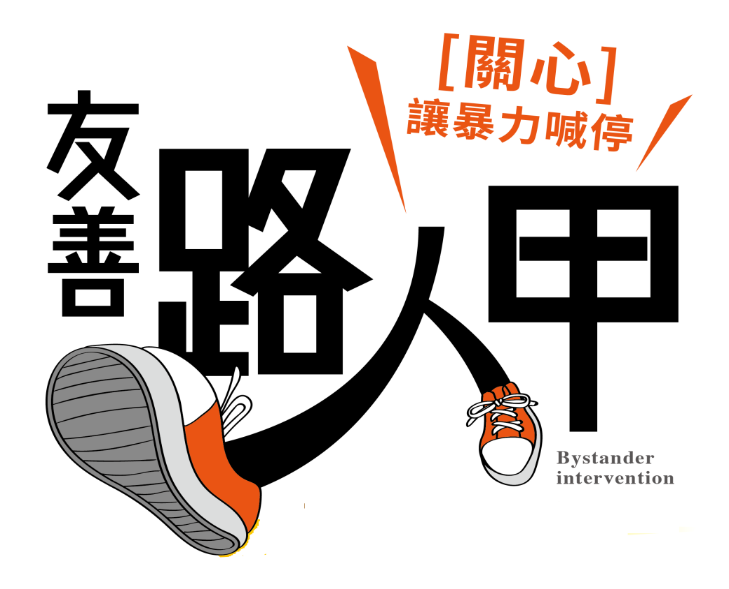 [關心]
讓暴力喊停
友善
路人甲
Bystander
intervention